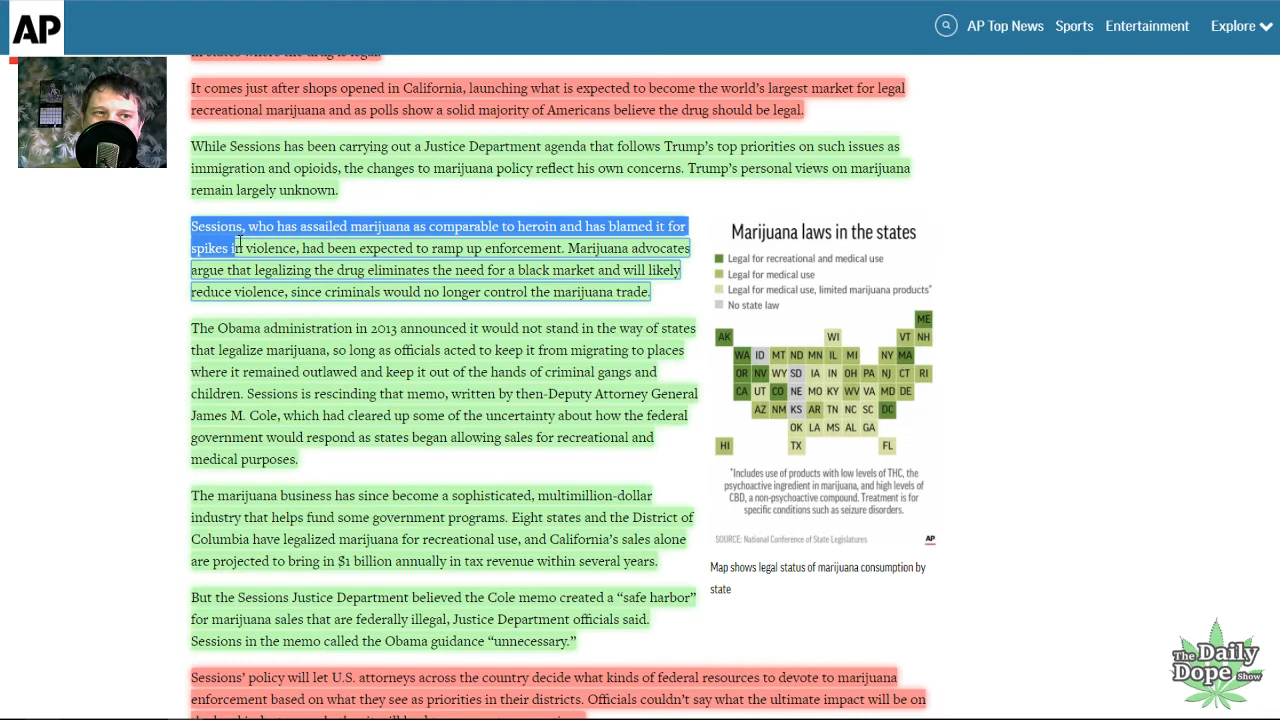 AP
AP Top News Sports Entertainment Explore
It comes just after shops opened in California, launching what is expected to become the world's largest market for legal
recreational marijuana and as polls show a solid majority of Americans believe the drug should be legal.
While Sessions has been carrying out a Justice Department agenda that follows Trump's top priorities on such issues as
immigration and opioids, the changes to marijuana policy reflect his own concerns. Trump's personal views on marijuana
remain largely unknown.
Sessions, who has assailed marijuana as comparable to heroin and has blamed it for
spikes in violence, had been expected to ramp up enforcement. Marijuana advocates
argue that legalizing the drug eliminates the need for a black market and will likely
reduce violence, since criminals would no longer control the marijuana trade.
The Obama administration in 2013 announced it would not stand in the way of states
that legalize marijuana, so long as officials acted to keep it from migrating to places
where it remained outlawed and keep it out of the hands of criminal gangs and
children. Sessions is rescinding that memo, written by then-Deputy Attorney General
James M. Cole, which had cleared up some of the uncertainty about how the federal
government would respond as states began allowing sales for recreational and
medical purposes.
The marijuana business has since become a sophisticated, multimillion-dollar
industry that helps fund some government programs. Eight states and the District of
Columbia have legalized marijuana for recreational use, and California's sales alone
are projected to bring in $1 billion annually in tax revenue within several years.
But the Sessions Justice Department believed the Cole memo created a “safe harbor”
for marijuana sales that are federally illegal, Justice Department officials said.
Sessions in the memo called the Obama guidance “unnecessary.”
Sessions' policy will let U.S. attorneys across the country decide what kinds of federal resources to devote to marijuana
enforcement based on what they see as priorities in their districts. Officials couldn't say what the ultimate impact will be on
Marijuana laws in the states
Legal for recreational and medical use
Legal for medical use
Legal for medical use, limited marijuana products*
No state law
ME
AK WI VT NH
WA ID MT ND MN IL MI NY MA
OR NV WY SD IA IN OH PA NJ CT RI
CA UT CO NE MO KY WV VA MD DE
AZ NM KS AR TN NC SC DC
OK LA MS AL GA
HI TX FL
*Includes use of products with low levels of THC, the
psychoactive ingredient in marijuana, and high levels of
CBD, a non-psychoactive compound. Treatment is for
specific conditions such as seizure disorders.
SOURCE: National Conference of State Legislatures AP
Map shows legal status of marijuana consumption by
state
The Daily
Dope Show